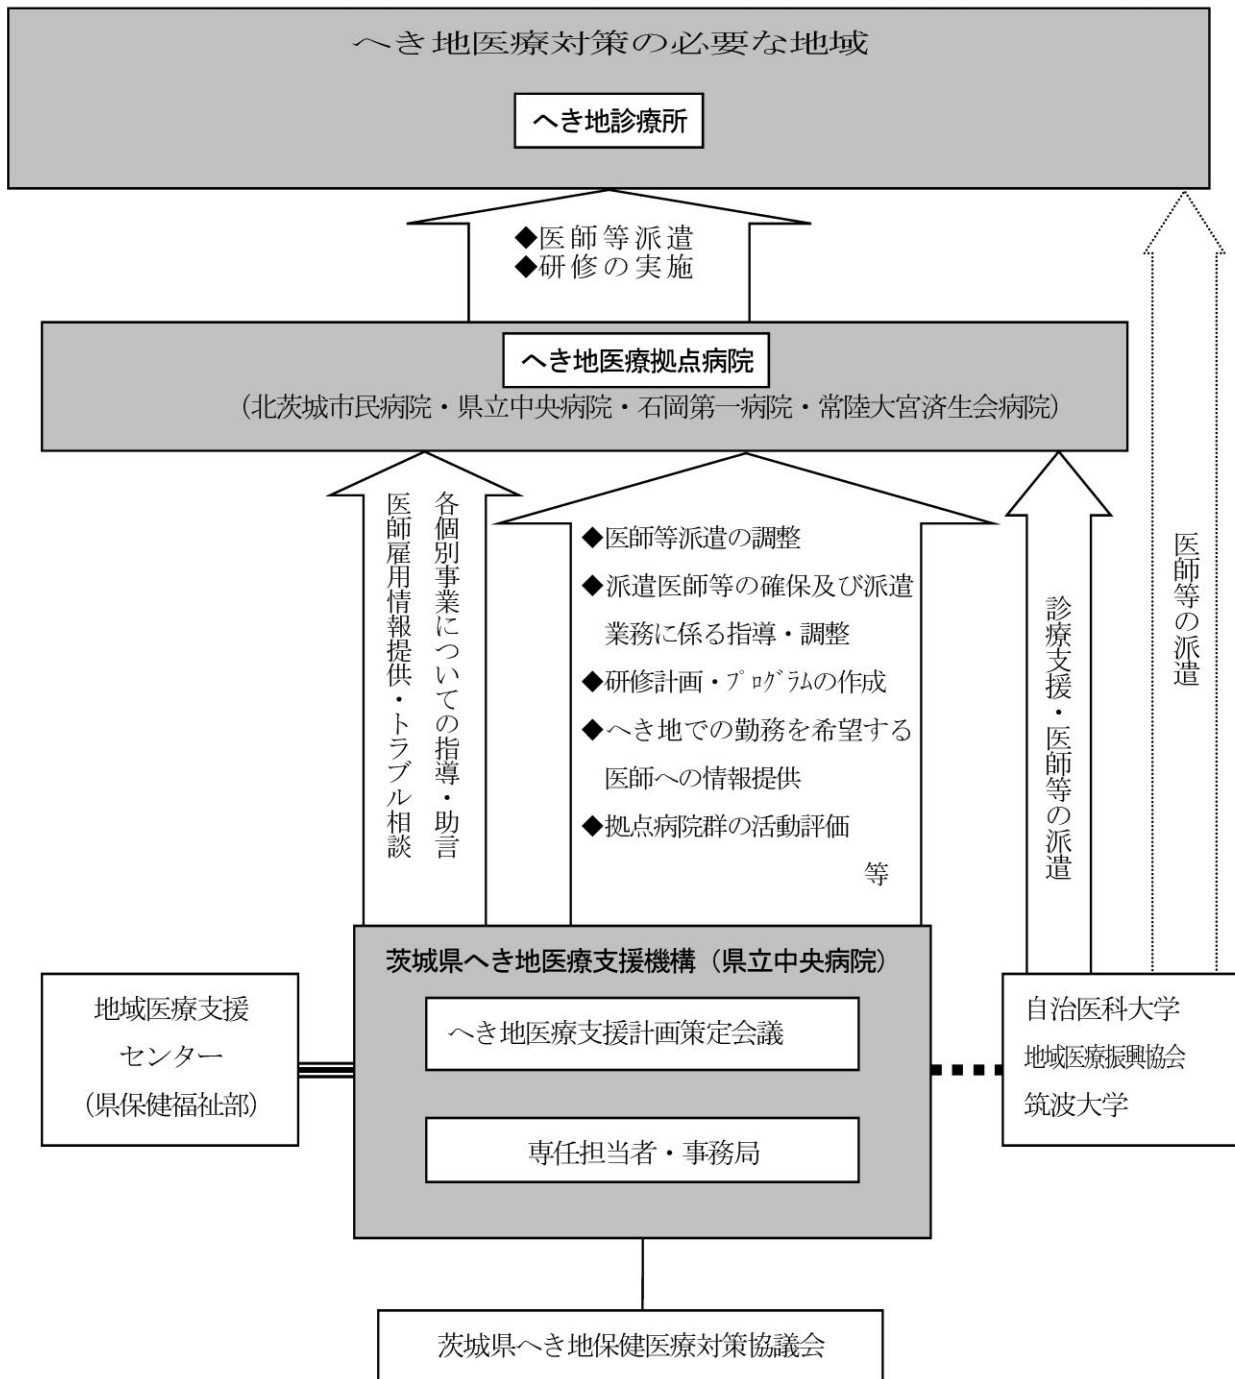 へき地医療対策の必要な地域
へき地診療所
◆医師等派遣
◆研修の実施
へき地医療拠点病院
（北茨城市民病院・県立中央病院・石岡第一病院・常陸大宮済生会病院）
各個別事業についての指導・助言
医師雇用情報提供・トラブル相談
◆医師等派遣の調整
◆派遣医師等の確保及び派遣
業務に係る指導・調整
◆研修計画・ﾌﾟﾛｸﾞﾗﾑの作成
◆へき地での勤務を希望する
医師への情報提供
◆拠点病院群の活動評価
等
診療支援・医師等の派遣
医師等の派遣
茨城県へき地医療支援機構（県立中央病院）
へき地医療支援計画策定会議
専任担当者・事務局
地域医療支援
センター
（県保健福祉部）
自治医科大学
地域医療振興協会
筑波大学
茨城県へき地保健医療対策協議会